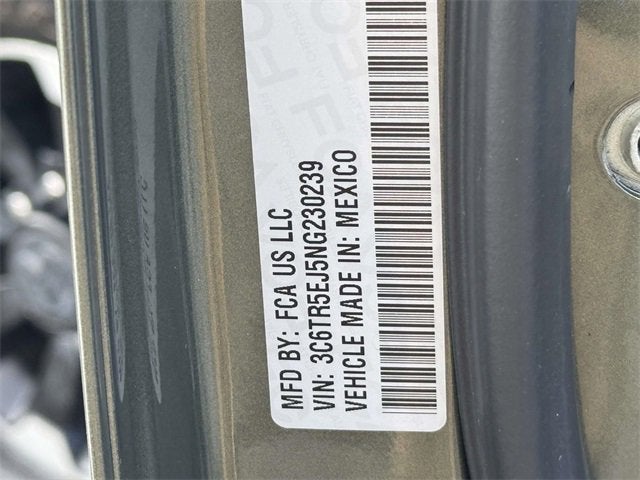 MFD BY: FCA US LLC
VIN: 3C6TR5EJ5NG230239
VEHICLE MADE IN: MEXICO